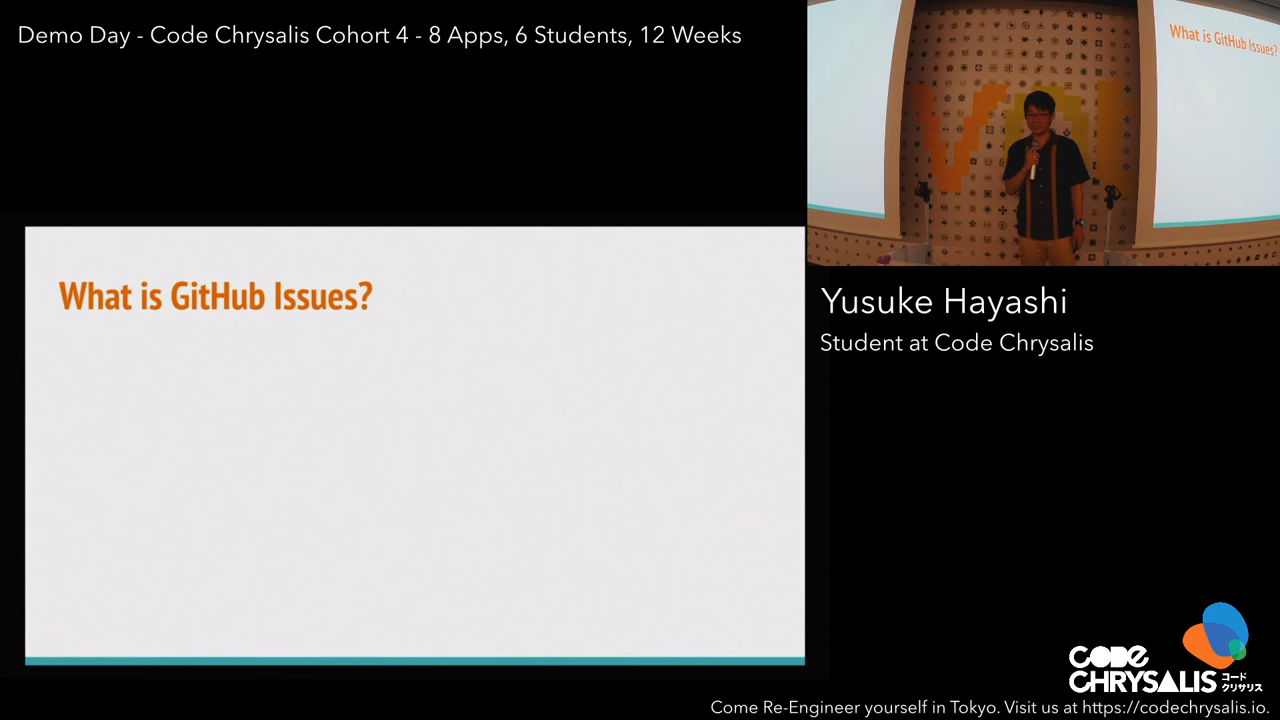 Demo Day - Code Chrysalis Cohort 4 - 8 Apps, 6 Students, 12 Weeks
What is GitHub Issues?
What is GitHub Issues?
Yusuke Hayashi
Student at Code Chrysalis
CODE
CHRYSALIS
コード
クリサリス
Come Re-Engineer yourself in Tokyo. Visit us at https://codechrysalis.io.